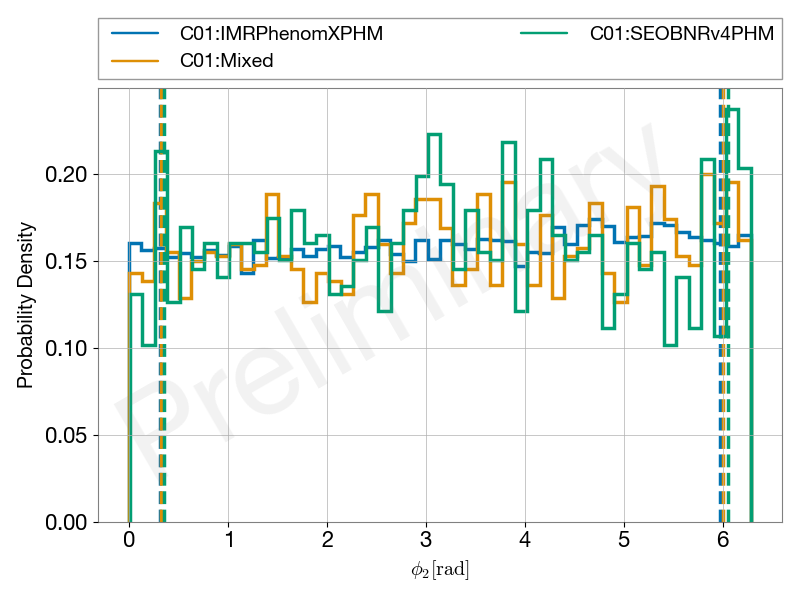 C01:IMRPhenomXPHM
C01:Mixed
C01:SEOBNRv4PHM
Preliminary
Probability Density
0.20
0.15
0.10
0.05
0.00
0 1 2 3 4 5 6
ϕ₂[rad]